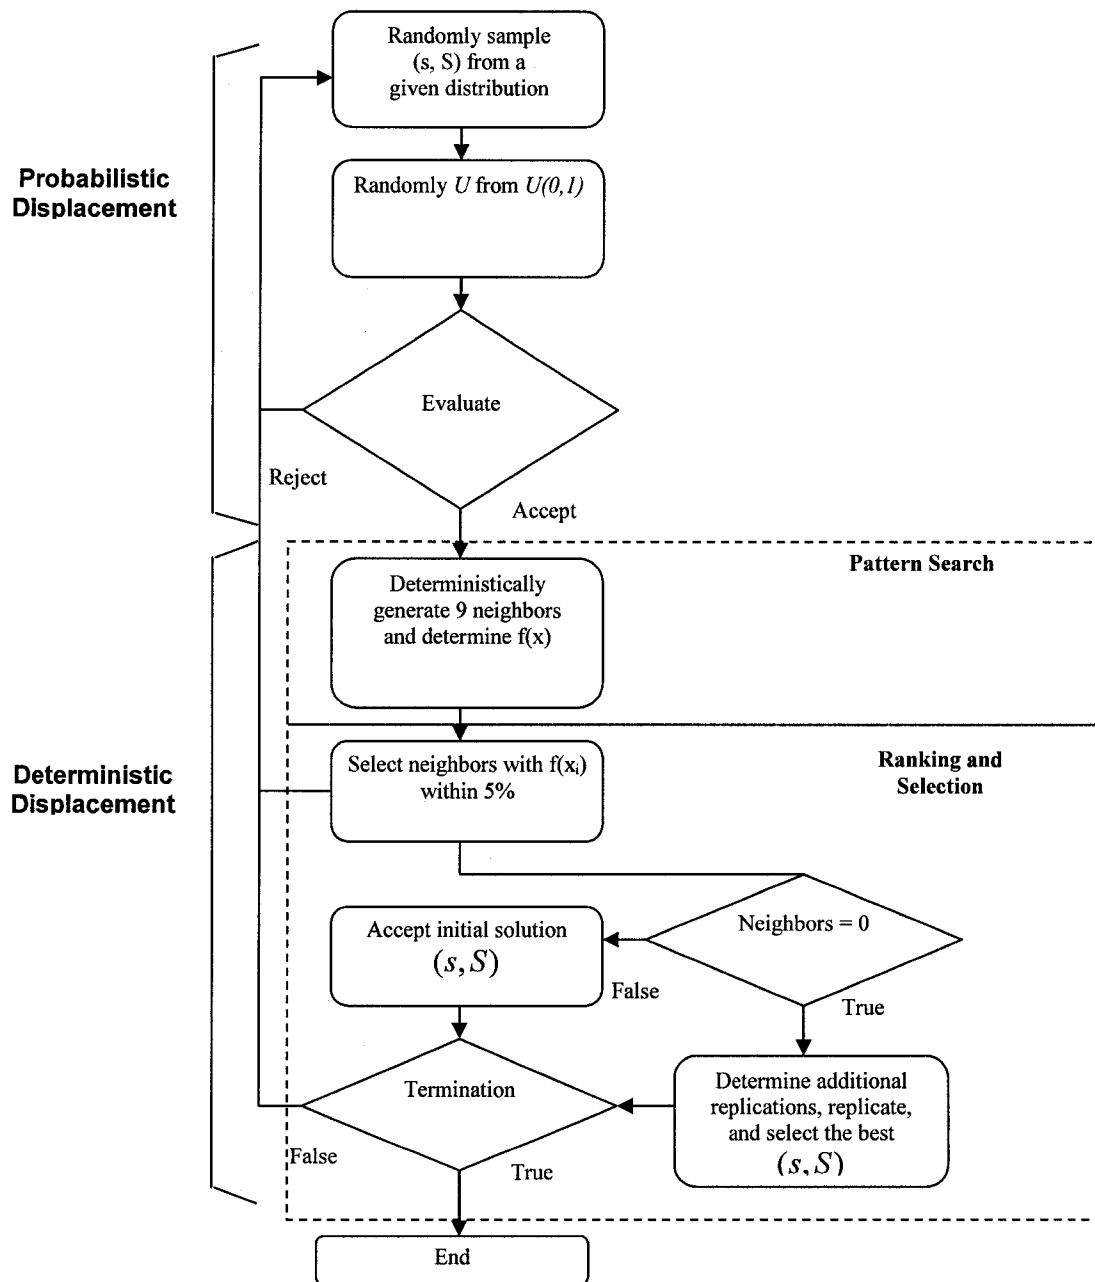 Randomly sample
(s, S) from a
given distribution
Probabilistic
Displacement
Randomly U from U(0,1)
Evaluate
Reject
Accept
Pattern Search
Deterministically
generate 9 neighbors
and determine f(x)
Deterministic
Displacement
Ranking and
Selection
Select neighbors with f(xᵢ)
within 5%
Neighbors = 0
Accept initial solution
(s, S)
False
True
Termination
Determine additional
replications, replicate,
and select the best
(s, S)
False
True
End